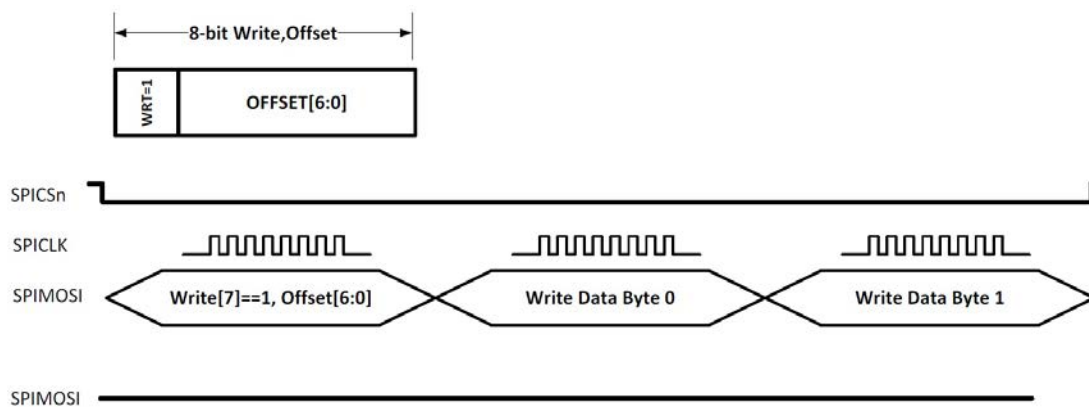 8-bit Write,Offset
WRT=1
OFFSET[6:0]
SPICSn
SPICLK
SPIMOSI
Write[7]==1, Offset[6:0]
Write Data Byte 0
Write Data Byte 1
SPIMOSI